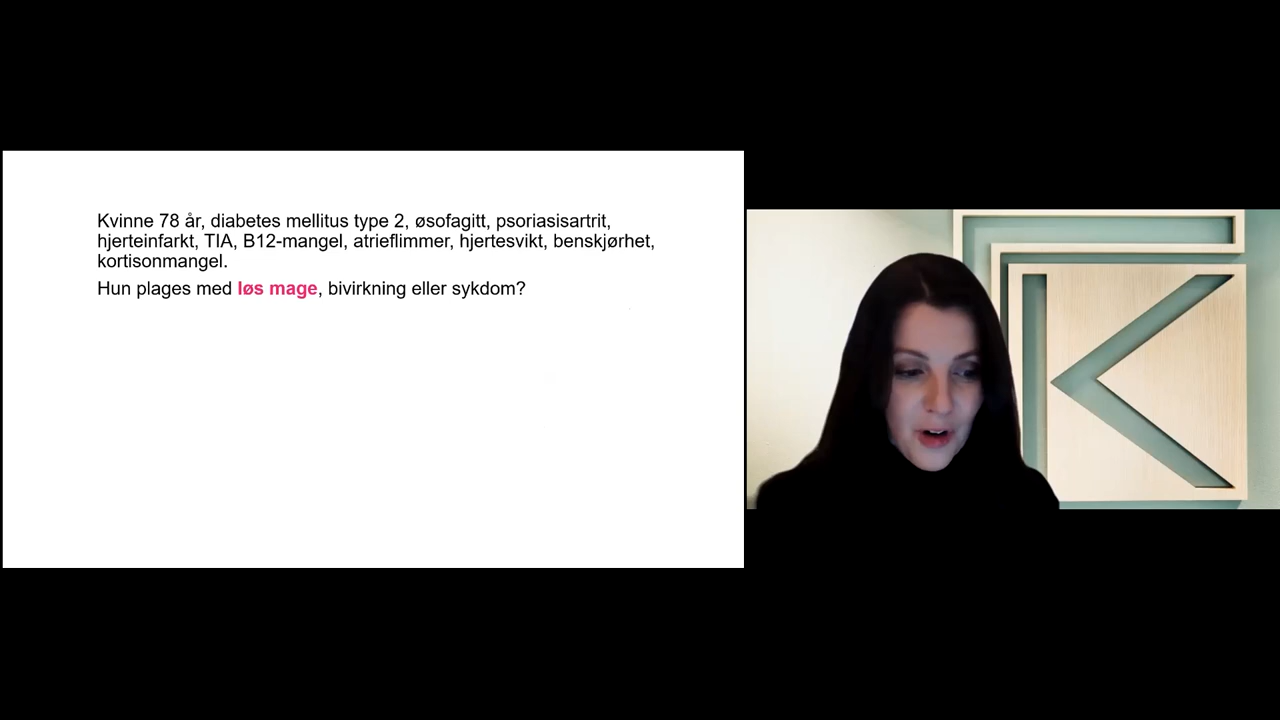 Kvinne 78 år, diabetes mellitus type 2, øsofagitt, psoriasisartrit,
hjerteinfarkt, TIA, B12-mangel, atrieflimmer, hjertesvikt, benskjørhet,
kortisonmangel.
Hun plages med løs mage, bivirkning eller sykdom?
K